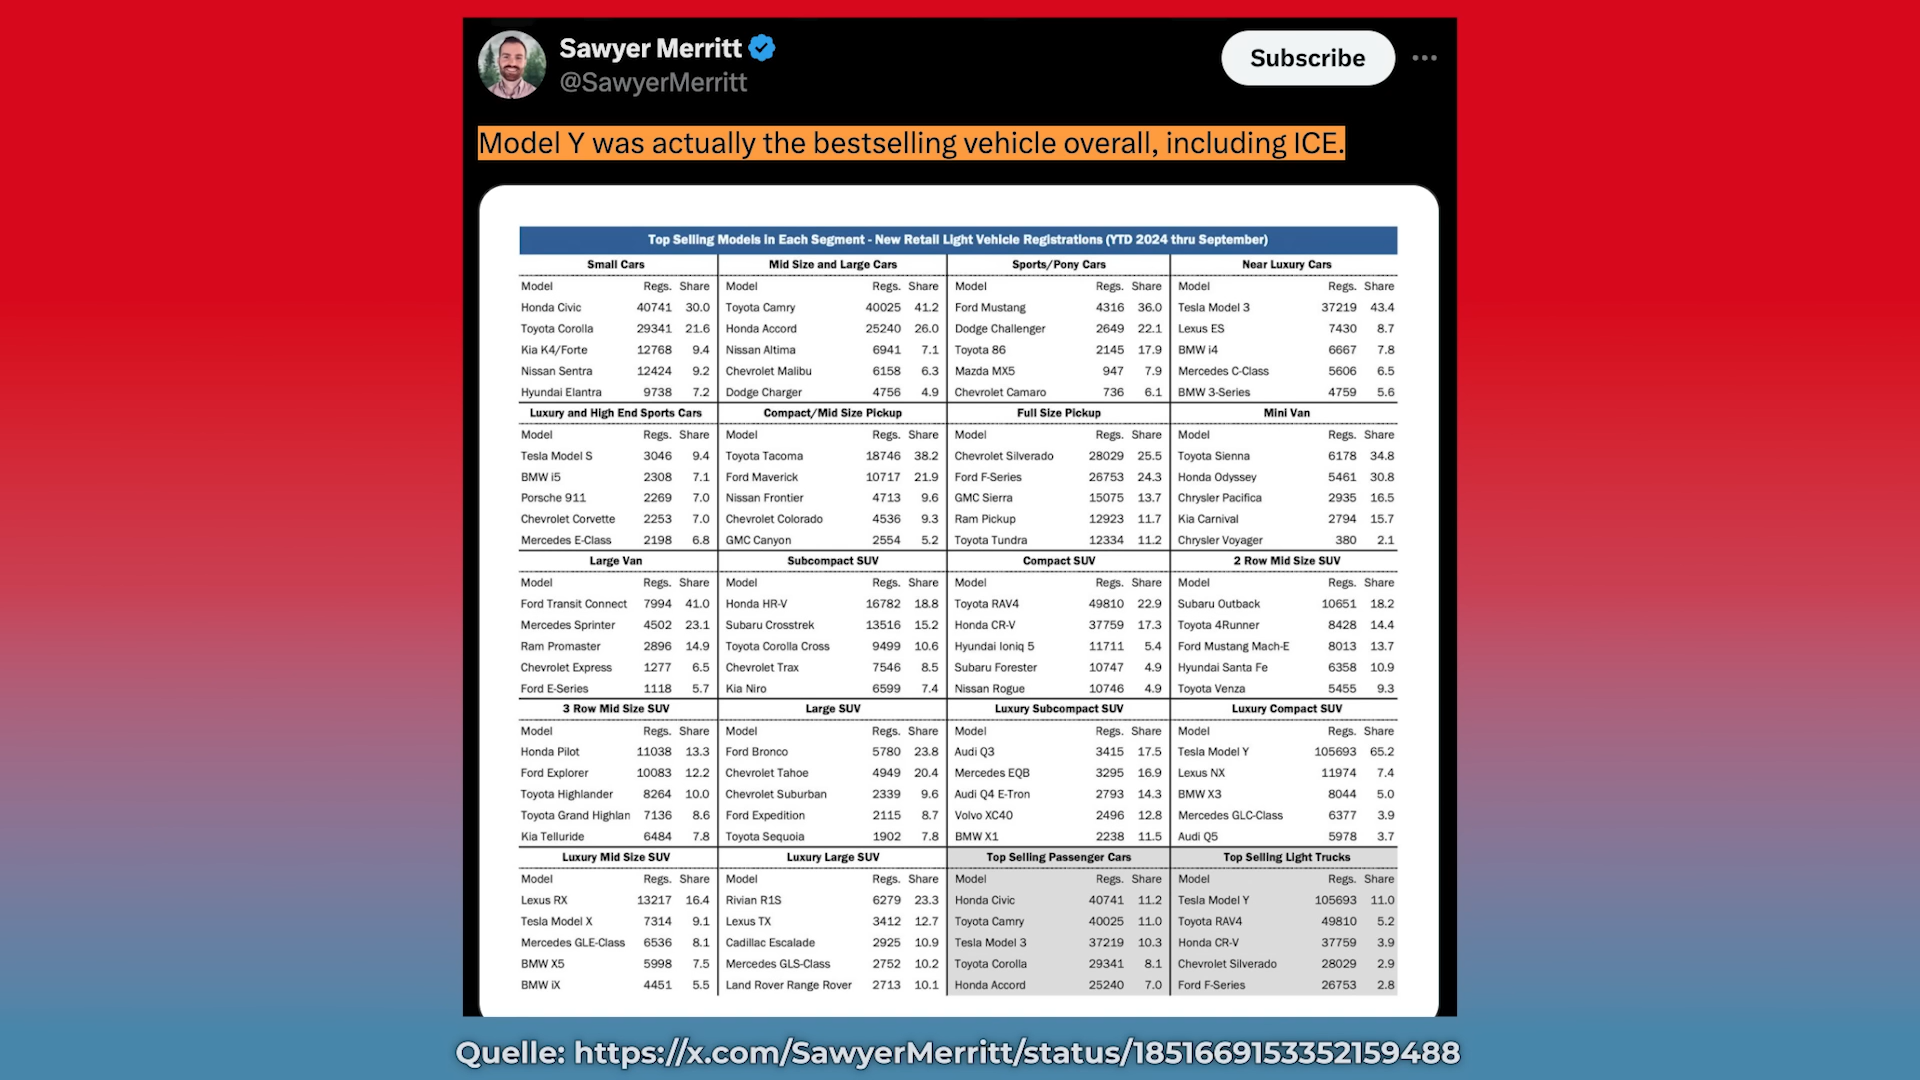 Sawyer Merritt
@SawyerMerritt
Subscribe
Model Y was actually the bestselling vehicle overall, including ICE.
Top Selling Models in Each Segment - New Retail Light Vehicle Registrations (YTD 2024 thru September)
Small Cars Mid Size and Large Cars Sports/Pony Cars Near Luxury Cars
Model Regs. Share Model Regs. Share Model Regs. Share Model Regs. Share
Honda Civic 40741 30.0 Toyota Camry 40025 41.2 Ford Mustang 4316 36.0 Tesla Model 3 37219 43.4
Toyota Corolla 29341 21.6 Honda Accord 25240 26.0 Dodge Challenger 2649 22.1 Lexus ES 7430 8.7
Kia K4/Forte 12768 9.4 Nissan Altima 6941 7.1 Toyota 86 2145 17.9 BMW i4 6667 7.8
Nissan Sentra 12424 9.2 Chevrolet Malibu 6158 6.3 Mazda MX5 947 7.9 Mercedes C-Class 5606 6.5
Hyundai Elantra 9738 7.2 Dodge Charger 4756 4.9 Chevrolet Camaro 736 6.1 BMW 3-Series 4759 5.6
Luxury and High End Sports Cars Compact/Mid Size Pickup Full Size Pickup Mini Van
Model Regs. Share Model Regs. Share Model Regs. Share Model Regs. Share
Tesla Model S 3046 9.4 Toyota Tacoma 18746 38.2 Chevrolet Silverado 28029 25.5 Toyota Sienna 6178 34.8
BMW i5 2308 7.1 Ford Maverick 10717 21.9 Ford F-Series 26753 24.3 Honda Odyssey 5461 30.8
Porsche 911 2269 7.0 Nissan Frontier 4713 9.6 GMC Sierra 15075 13.7 Chrysler Pacifica 2935 16.5
Chevrolet Corvette 2253 7.0 Chevrolet Colorado 4536 9.3 Ram Pickup 12923 11.7 Kia Carnival 2794 15.7
Mercedes E-Class 2198 6.8 GMC Canyon 2554 5.2 Toyota Tundra 12334 11.2 Chrysler Voyager 380 2.1
Large Van Subcompact SUV Compact SUV 2 Row Mid Size SUV
Model Regs. Share Model Regs. Share Model Regs. Share Model Regs. Share
Ford Transit Connect 7994 41.0 Honda HR-V 16782 18.8 Toyota RAV4 49810 22.9 Subaru Outback 10651 18.2
Mercedes Sprinter 4502 23.1 Subaru Crosstrek 13516 15.2 Honda CR-V 37759 17.3 Toyota 4Runner 8428 14.4
Ram Promaster 2896 14.9 Toyota Corolla Cross 9499 10.6 Hyundai Ioniq 5 11711 5.4 Ford Mustang Mach-E 8013 13.7
Chevrolet Express 1277 6.5 Chevrolet Trax 7546 8.5 Subaru Forester 10747 4.9 Hyundai Santa Fe 6358 10.9
Ford E-Series 1118 5.7 Kia Niro 6599 7.4 Nissan Rogue 10746 4.9 Toyota Venza 5455 9.3
3 Row Mid Size SUV Large SUV Luxury Subcompact SUV Luxury Compact SUV
Model Regs. Share Model Regs. Share Model Regs. Share Model Regs. Share
Honda Pilot 11038 13.3 Ford Bronco 5780 23.8 Audi Q3 3415 17.5 Tesla Model Y 105693 65.2
Ford Explorer 10083 12.2 Chevrolet Tahoe 4949 20.4 Mercedes EQB 3295 16.9 Lexus NX 11974 7.4
Toyota Highlander 8264 10.0 Chevrolet Suburban 2339 9.6 Audi Q4 E-Tron 2793 14.3 BMW X3 8044 5.0
Toyota Grand Highlan 7136 8.6 Ford Expedition 2115 8.7 Volvo XC40 2496 12.8 Mercedes GLC-Class 6377 3.9
Kia Telluride 6484 7.8 Toyota Sequoia 1902 7.8 BMW X1 2238 11.5 Audi Q5 5978 3.7
Luxury Mid Size SUV Luxury Large SUV Top Selling Passenger Cars Top Selling Light Trucks
Model Regs. Share Model Regs. Share Model Regs. Share Model Regs. Share
Lexus RX 13217 16.4 Rivian R1S 6279 23.3 Honda Civic 40741 11.2 Tesla Model Y 105693 11.0
Tesla Model X 7314 9.1 Lexus TX 3412 12.7 Toyota Camry 40025 11.0 Toyota RAV4 49810 5.2
Mercedes GLE-Class 6536 8.1 Cadillac Escalade 2925 10.9 Tesla Model 3 37219 10.3 Honda CR-V 37759 3.9
BMW X5 5998 7.5 Mercedes GLS-Class 2752 10.2 Toyota Corolla 29341 8.1 Chevrolet Silverado 28029 2.9
BMW iX 4451 5.5 Land Rover Range Rover 2713 10.1 Honda Accord 25240 7.0 Ford F-Series 26753 2.8
Quelle: https://x.com/SawyerMerritt/status/1851669153352159488